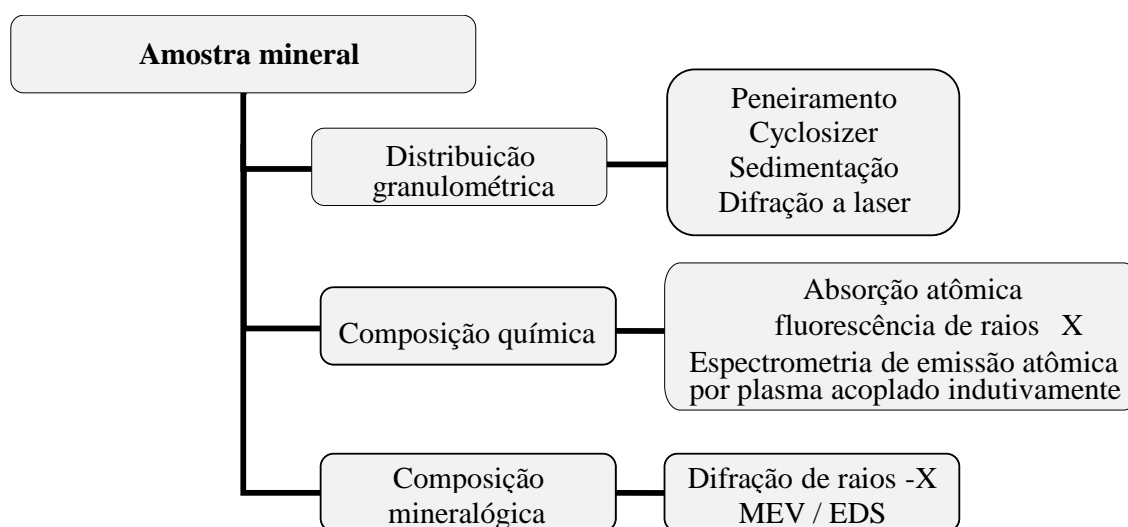 Amostra mineral
Distribuicão
granulométrica
Peneiramento
Cyclosizer
Sedimentação
Difração a laser
Composição química
Absorção atômica
fluorescência de raios X
Espectrometria de emissão atômica
por plasma acoplado indutivamente
Composição
mineralógica
Difração de raios -X
MEV / EDS